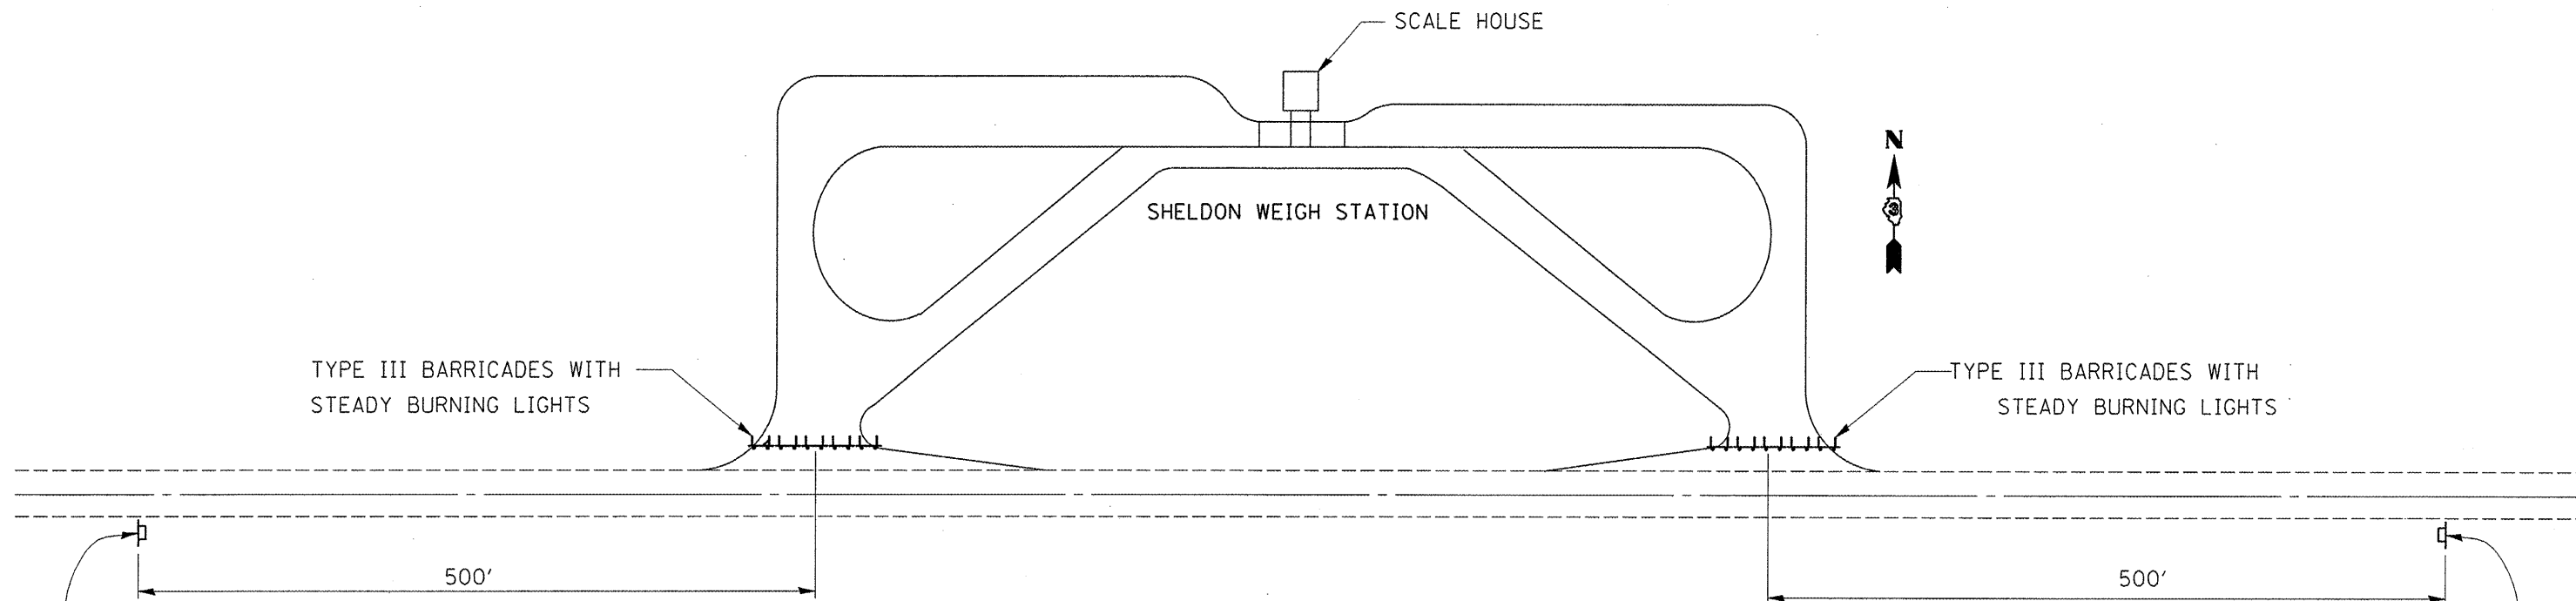 SCALE HOUSE
N
3
SHELDON WEIGH STATION
TYPE III BARRICADES WITH
STEADY BURNING LIGHTS
TYPE III BARRICADES WITH
STEADY BURNING LIGHTS
500'
500'